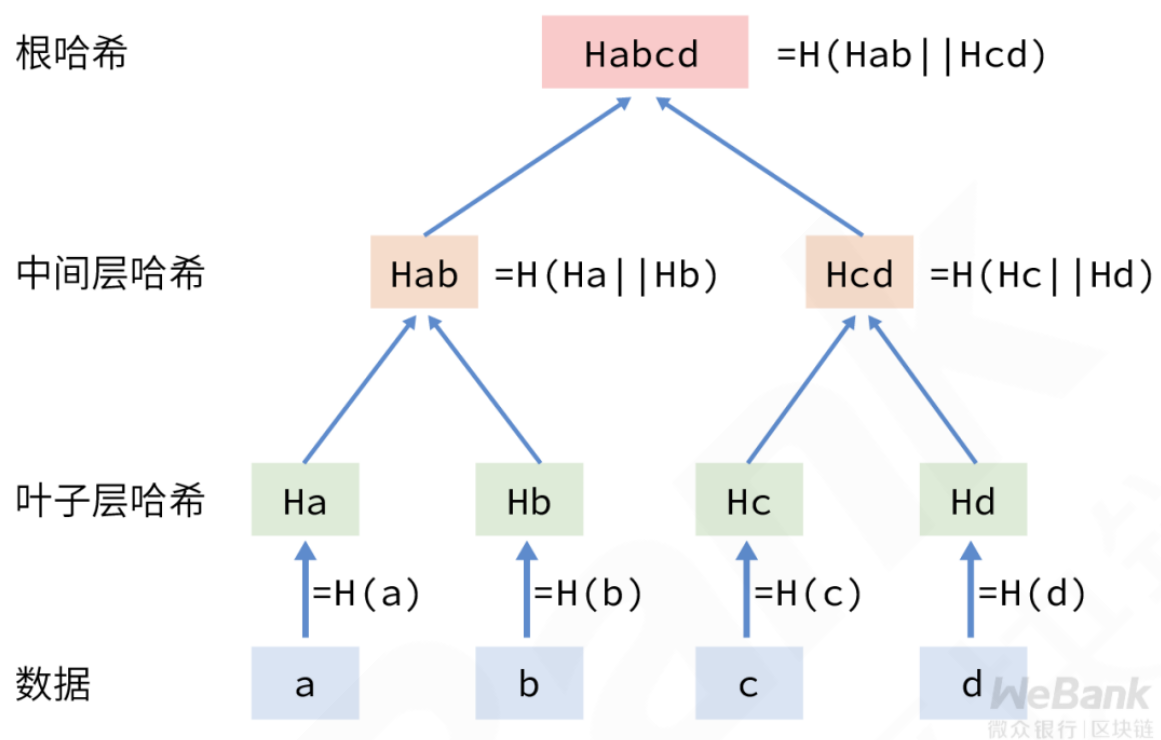 根哈希 Habcd =H(Hab||Hcd)
中间层哈希 Hab =H(Ha||Hb) Hcd =H(Hc||Hd)
叶子层哈希 Ha Hb Hc Hd
=H(a) =H(b) =H(c) =H(d)
数据 a b c d
WeBank
微众银行|区块链